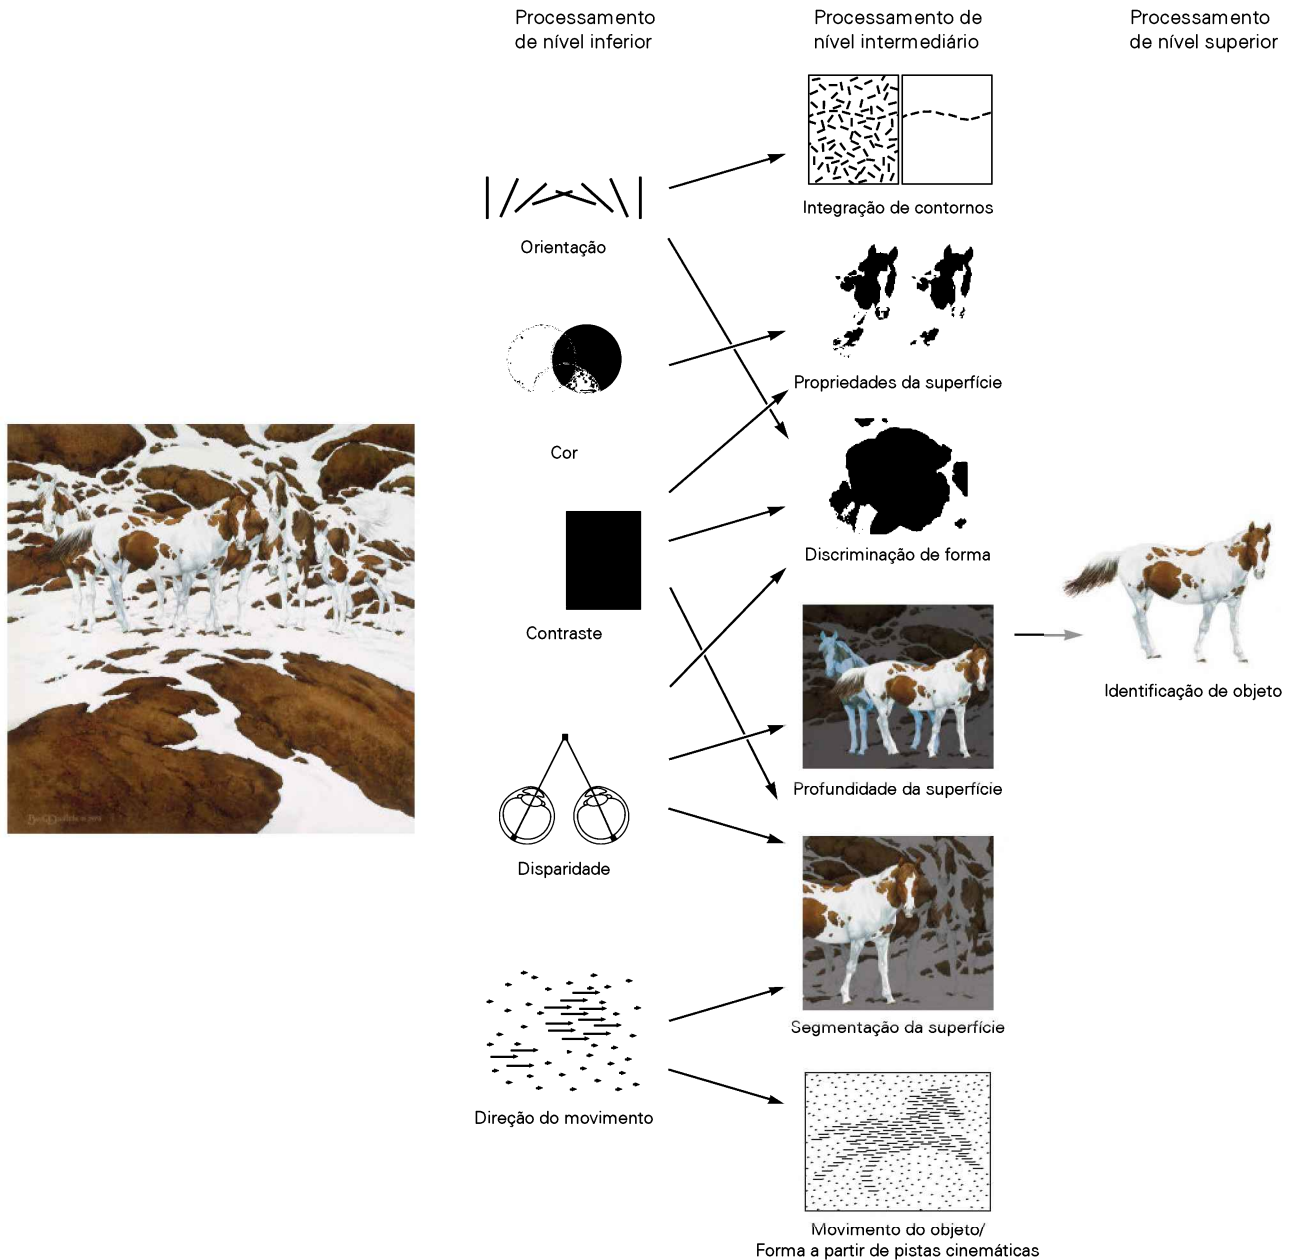 Processamento
de nível inferior
Processamento de
nível intermediário
Processamento
de nível superior
Integração de contornos
Orientação
Propriedades da superfície
Cor
Discriminação de forma
Contraste
Identificação de objeto
Profundidade da superfície
Disparidade
Segmentação da superfície
Direção do movimento
Movimento do objeto/
Forma a partir de pistas cinemáticas